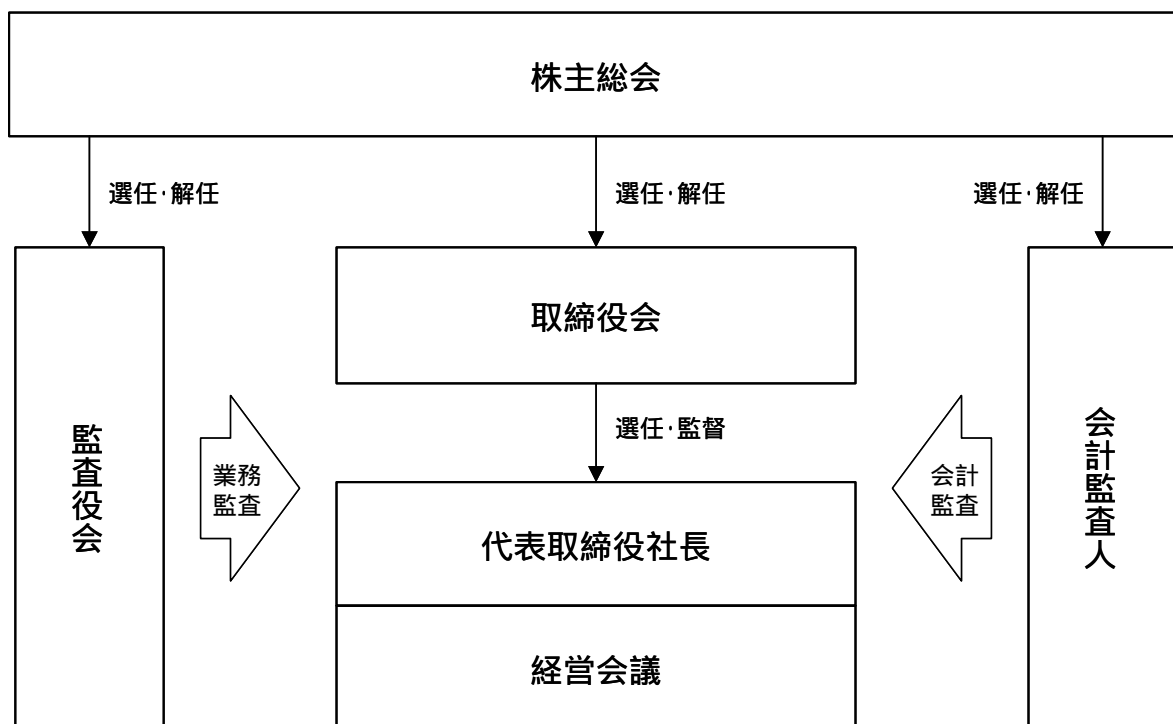 株主総会
選任・解任
選任・解任
選任・解任
監査役会
業務
監査
取締役会
選任・監督
代表取締役社長
経営会議
会計
監査
会計監査人